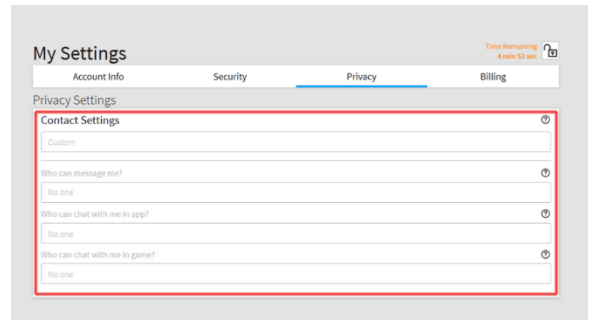 My Settings
Time Remaining
4 min 52 sec
Account Info
Security
Privacy
Billing
Privacy Settings
Contact Settings
Custom
Who can message me?
No one
Who can chat with me in app?
No one
Who can chat with me in game?
No one